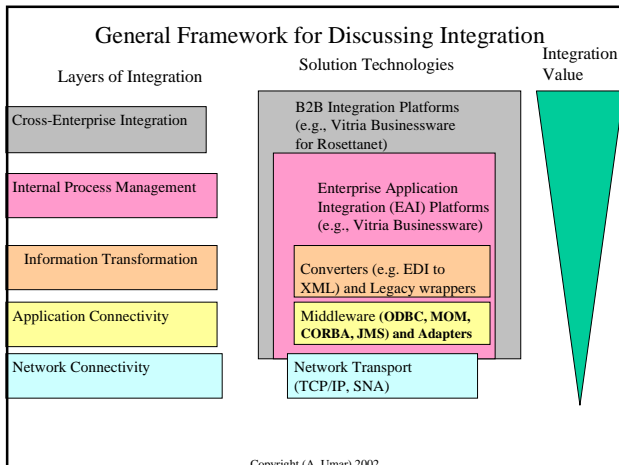 General Framework for Discussing Integration
Integration
Value
Layers of Integration
Solution Technologies
Cross-Enterprise Integration
B2B Integration Platforms
(e.g., Vitria Businessware
for Rosettanet)
Internal Process Management
Enterprise Application
Integration (EAI) Platforms
(e.g., Vitria Businessware)
Information Transformation
Converters (e.g. EDI to
XML) and Legacy wrappers
Application Connectivity
Middleware (ODBC, MOM,
CORBA, JMS) and Adapters
Network Connectivity
Network Transport
(TCP/IP, SNA)
Copyright (A. Umar) 2002